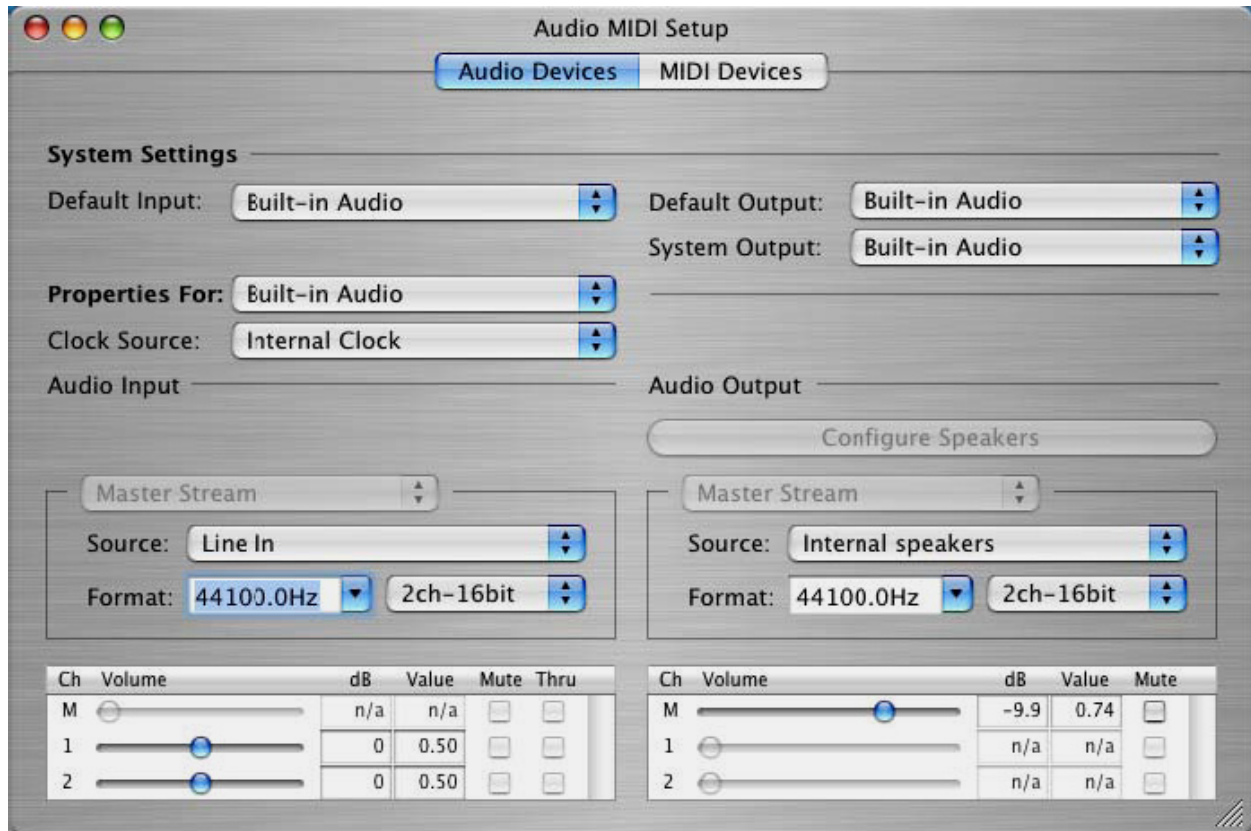 Audio MIDI Setup
Audio Devices MIDI Devices
System Settings
Default Input: Built-in Audio
Default Output: Built-in Audio
System Output: Built-in Audio
Properties For: Built-in Audio
Clock Source: Internal Clock
Audio Input
Audio Output
Configure Speakers
Master Stream
Source: Line In
Format: 44100.0Hz 2ch-16bit
Master Stream
Source: Internal speakers
Format: 44100.0Hz 2ch-16bit
Ch Volume dB Value Mute Thru
M n/a n/a
1 0 0.50
2 0 0.50
Ch Volume dB Value Mute
M -9.9 0.74
1 n/a n/a
2 n/a n/a